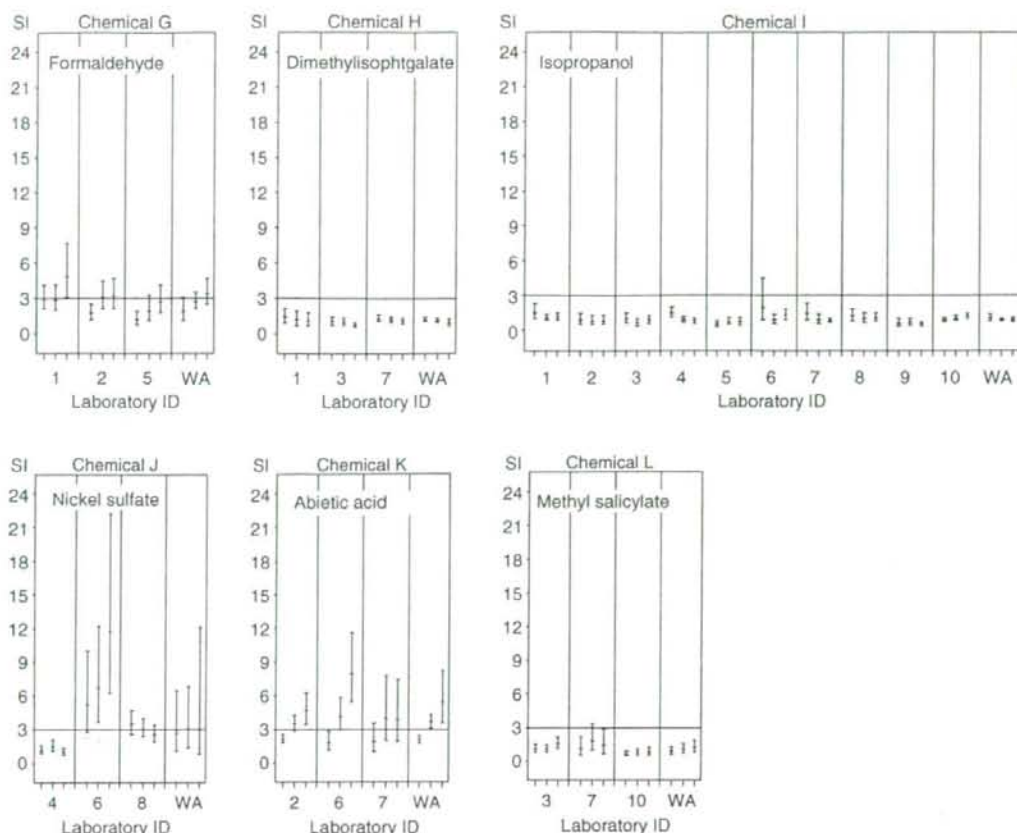 SI Chemical G
24
21
18
15
12
9
6
3
0
Formaldehyde
1 2 5 WA
Laboratory ID
SI Chemical H
24
21
18
15
12
9
6
3
0
Dimethylisophtgalate
1 3 7 WA
Laboratory ID
SI Chemical I
24
21
18
15
12
9
6
3
0
Isopropanol
1 2 3 4 5 6 7 8 9 10 WA
Laboratory ID
SI Chemical J
24
21
18
15
12
9
6
3
0
Nickel sulfate
4 6 8 WA
Laboratory ID
SI Chemical K
24
21
18
15
12
9
6
3
0
Abietic acid
2 6 7 WA
Laboratory ID
SI Chemical L
24
21
18
15
12
9
6
3
0
Methyl salicylate
3 7 10 WA
Laboratory ID